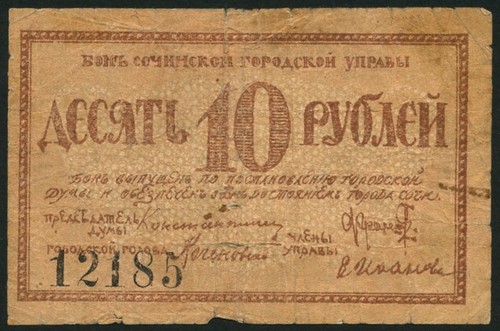 БОНЪ СОЧИНСКОЙ ГОРОДСКОЙ УПРАВЫ
ДЕСЯТЬ 10 РУБЛЕЙ
БОНЪ ВЫПУЩЕНЪ ПО ПОСТАНОВЛЕНІЮ ГОРОДСКОЙ
ДУМЫ И ОБЕЗПЕЧЕНЪ ДОСТОЯНІЕМЪ ГОРОДА СОЧИ.
ПРЕДСѢДАТЕЛЬ
ДУМЫ
ГОРОДСКОЙ ГОЛОВА
ЧЛЕНЫ
УПРАВЫ
12185